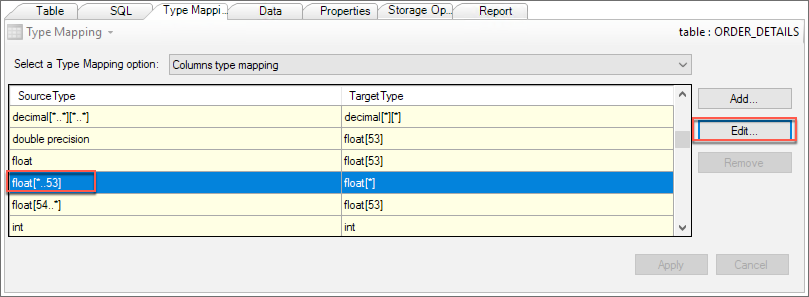 Table SQL Type Mappi.. Data Properties Storage Op.. Report
Type Mapping table : ORDER_DETAILS
Select a Type Mapping option: Columns type mapping
SourceType TargetType
decimal[*..*][*..*] decimal[*][*] Add...
double precision float[53] Edit...
float float[53] Remove
float[*..53] float[*]
float[54..*] float[53]
int int
Apply Cancel